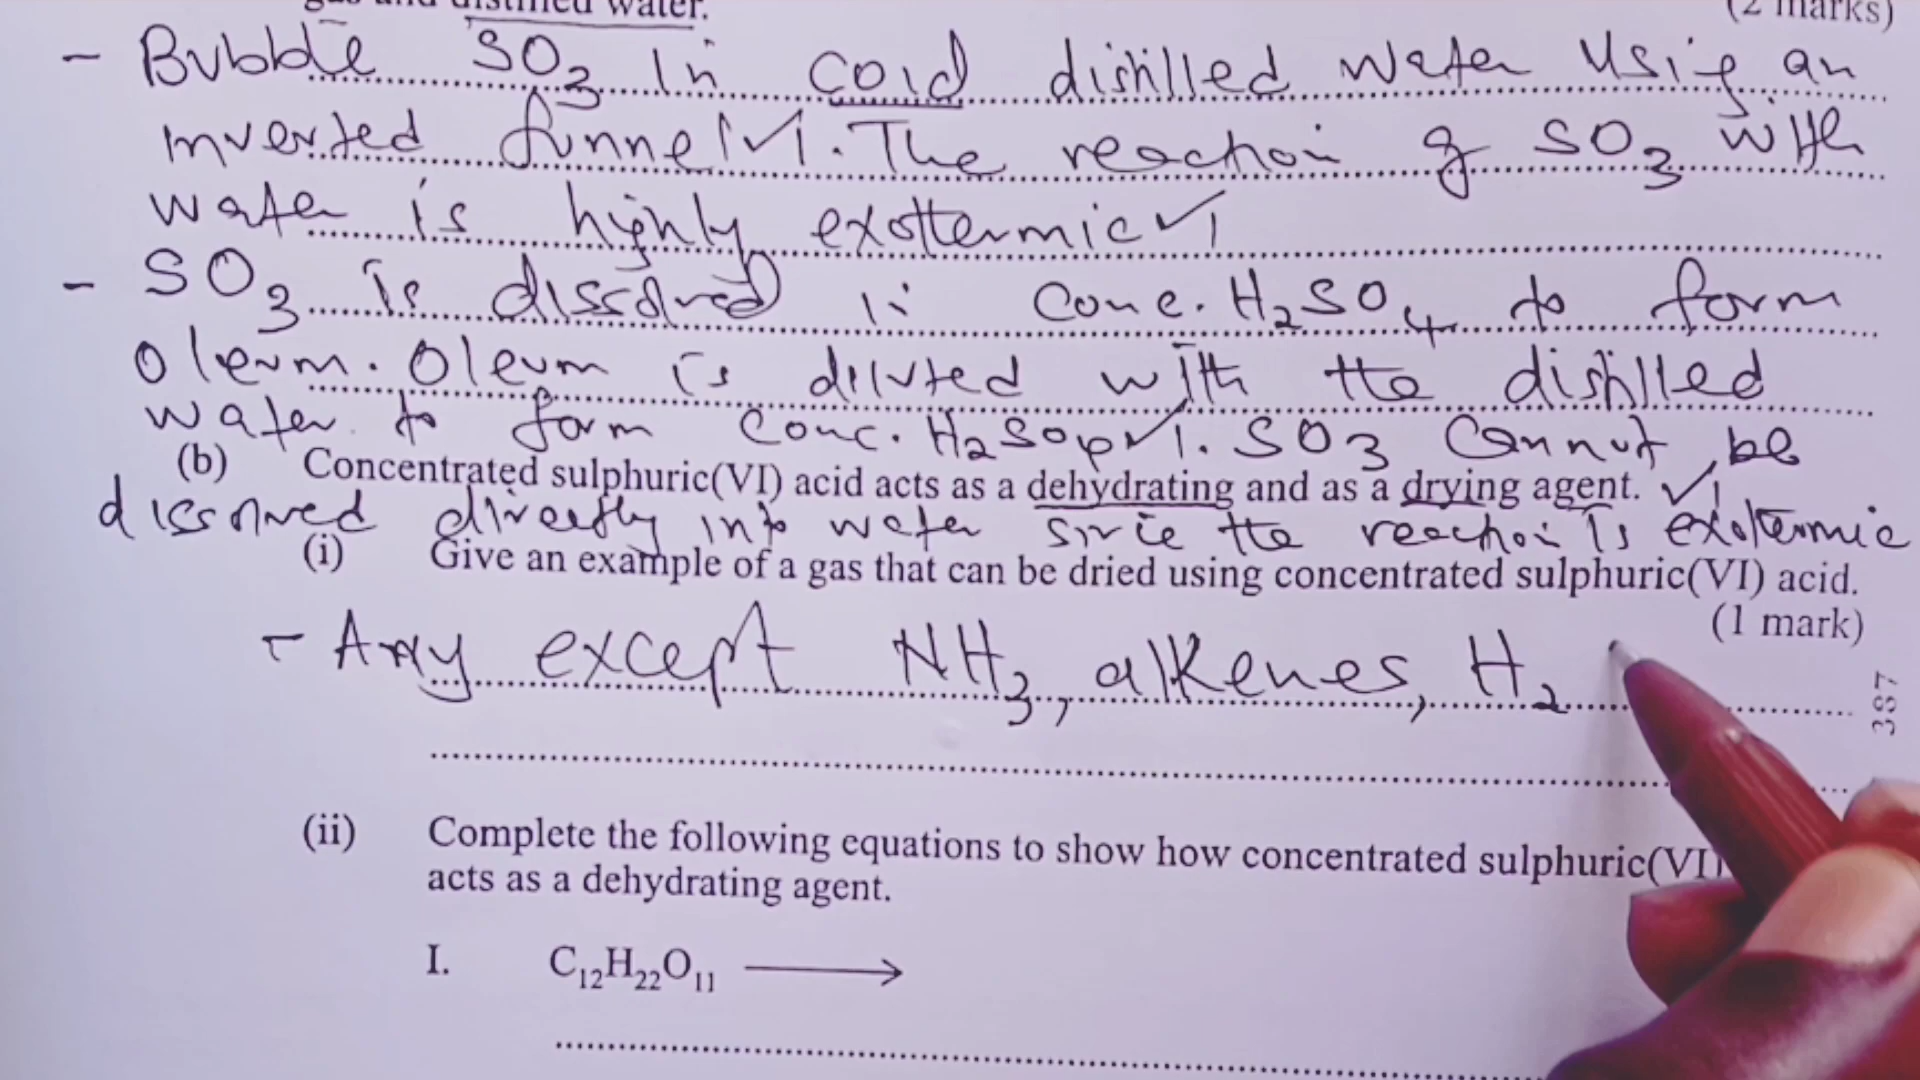 gas and distilled water.
(2 marks)
- Bubble SO3 in cold distilled water using an
inverted funnel ✓1. The reaction of SO3 with
water is highly exothermic ✓1
- SO3 is dissolved in conc. H2SO4 to form
Oleum. Oleum is diluted with the distilled
water to form conc. H2SO4 ✓1. SO3 cannot be
(b) Concentrated sulphuric(VI) acid acts as a dehydrating and as a drying agent. ✓1
dissolved directly into water since the reaction is exothermic
(i) Give an example of a gas that can be dried using concentrated sulphuric(VI) acid.
(1 mark)
- Any except NH3, alkenes, H2
387
(ii) Complete the following equations to show how concentrated sulphuric(VI)
acts as a dehydrating agent.
I. C12H22O11 ⟶